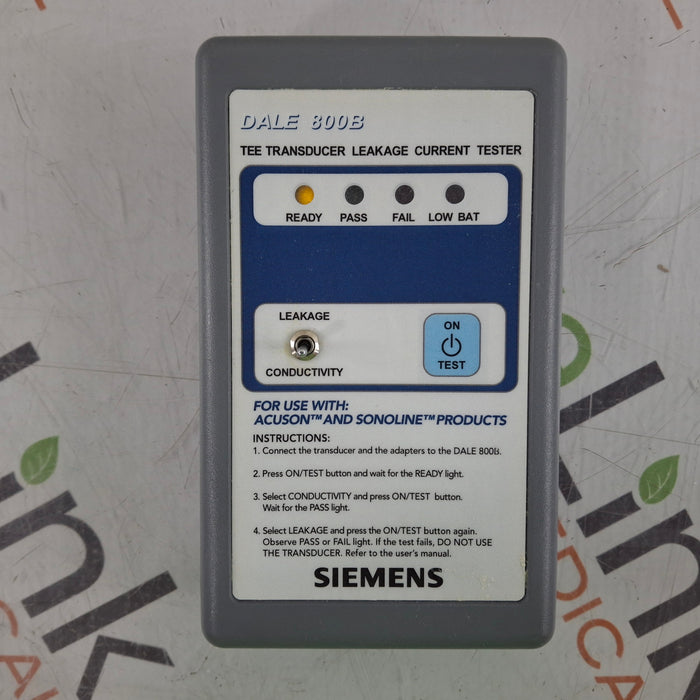 DALE 800B
TEE TRANSDUCER LEAKAGE CURRENT TESTER
READY PASS FAIL LOW BAT
LEAKAGE
CONDUCTIVITY
ON
TEST
FOR USE WITH:
ACUSON™ AND SONOLINE™ PRODUCTS
INSTRUCTIONS:
1. Connect the transducer and the adapters to the DALE 800B.
2. Press ON/TEST button and wait for the READY light.
3. Select CONDUCTIVITY and press ON/TEST button.
Wait for the PASS light.
4. Select LEAKAGE and press the ON/TEST button again.
Observe PASS or FAIL light. If the test fails, DO NOT USE
THE TRANSDUCER. Refer to the user's manual.
SIEMENS